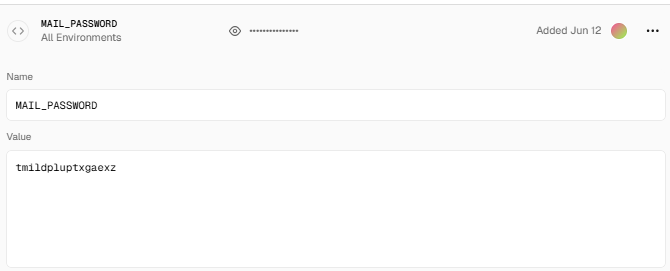 MAIL_PASSWORD
All Environments
••••••••••••••• Added Jun 12
Name
MAIL_PASSWORD
Value
tmildpluptxgaexz